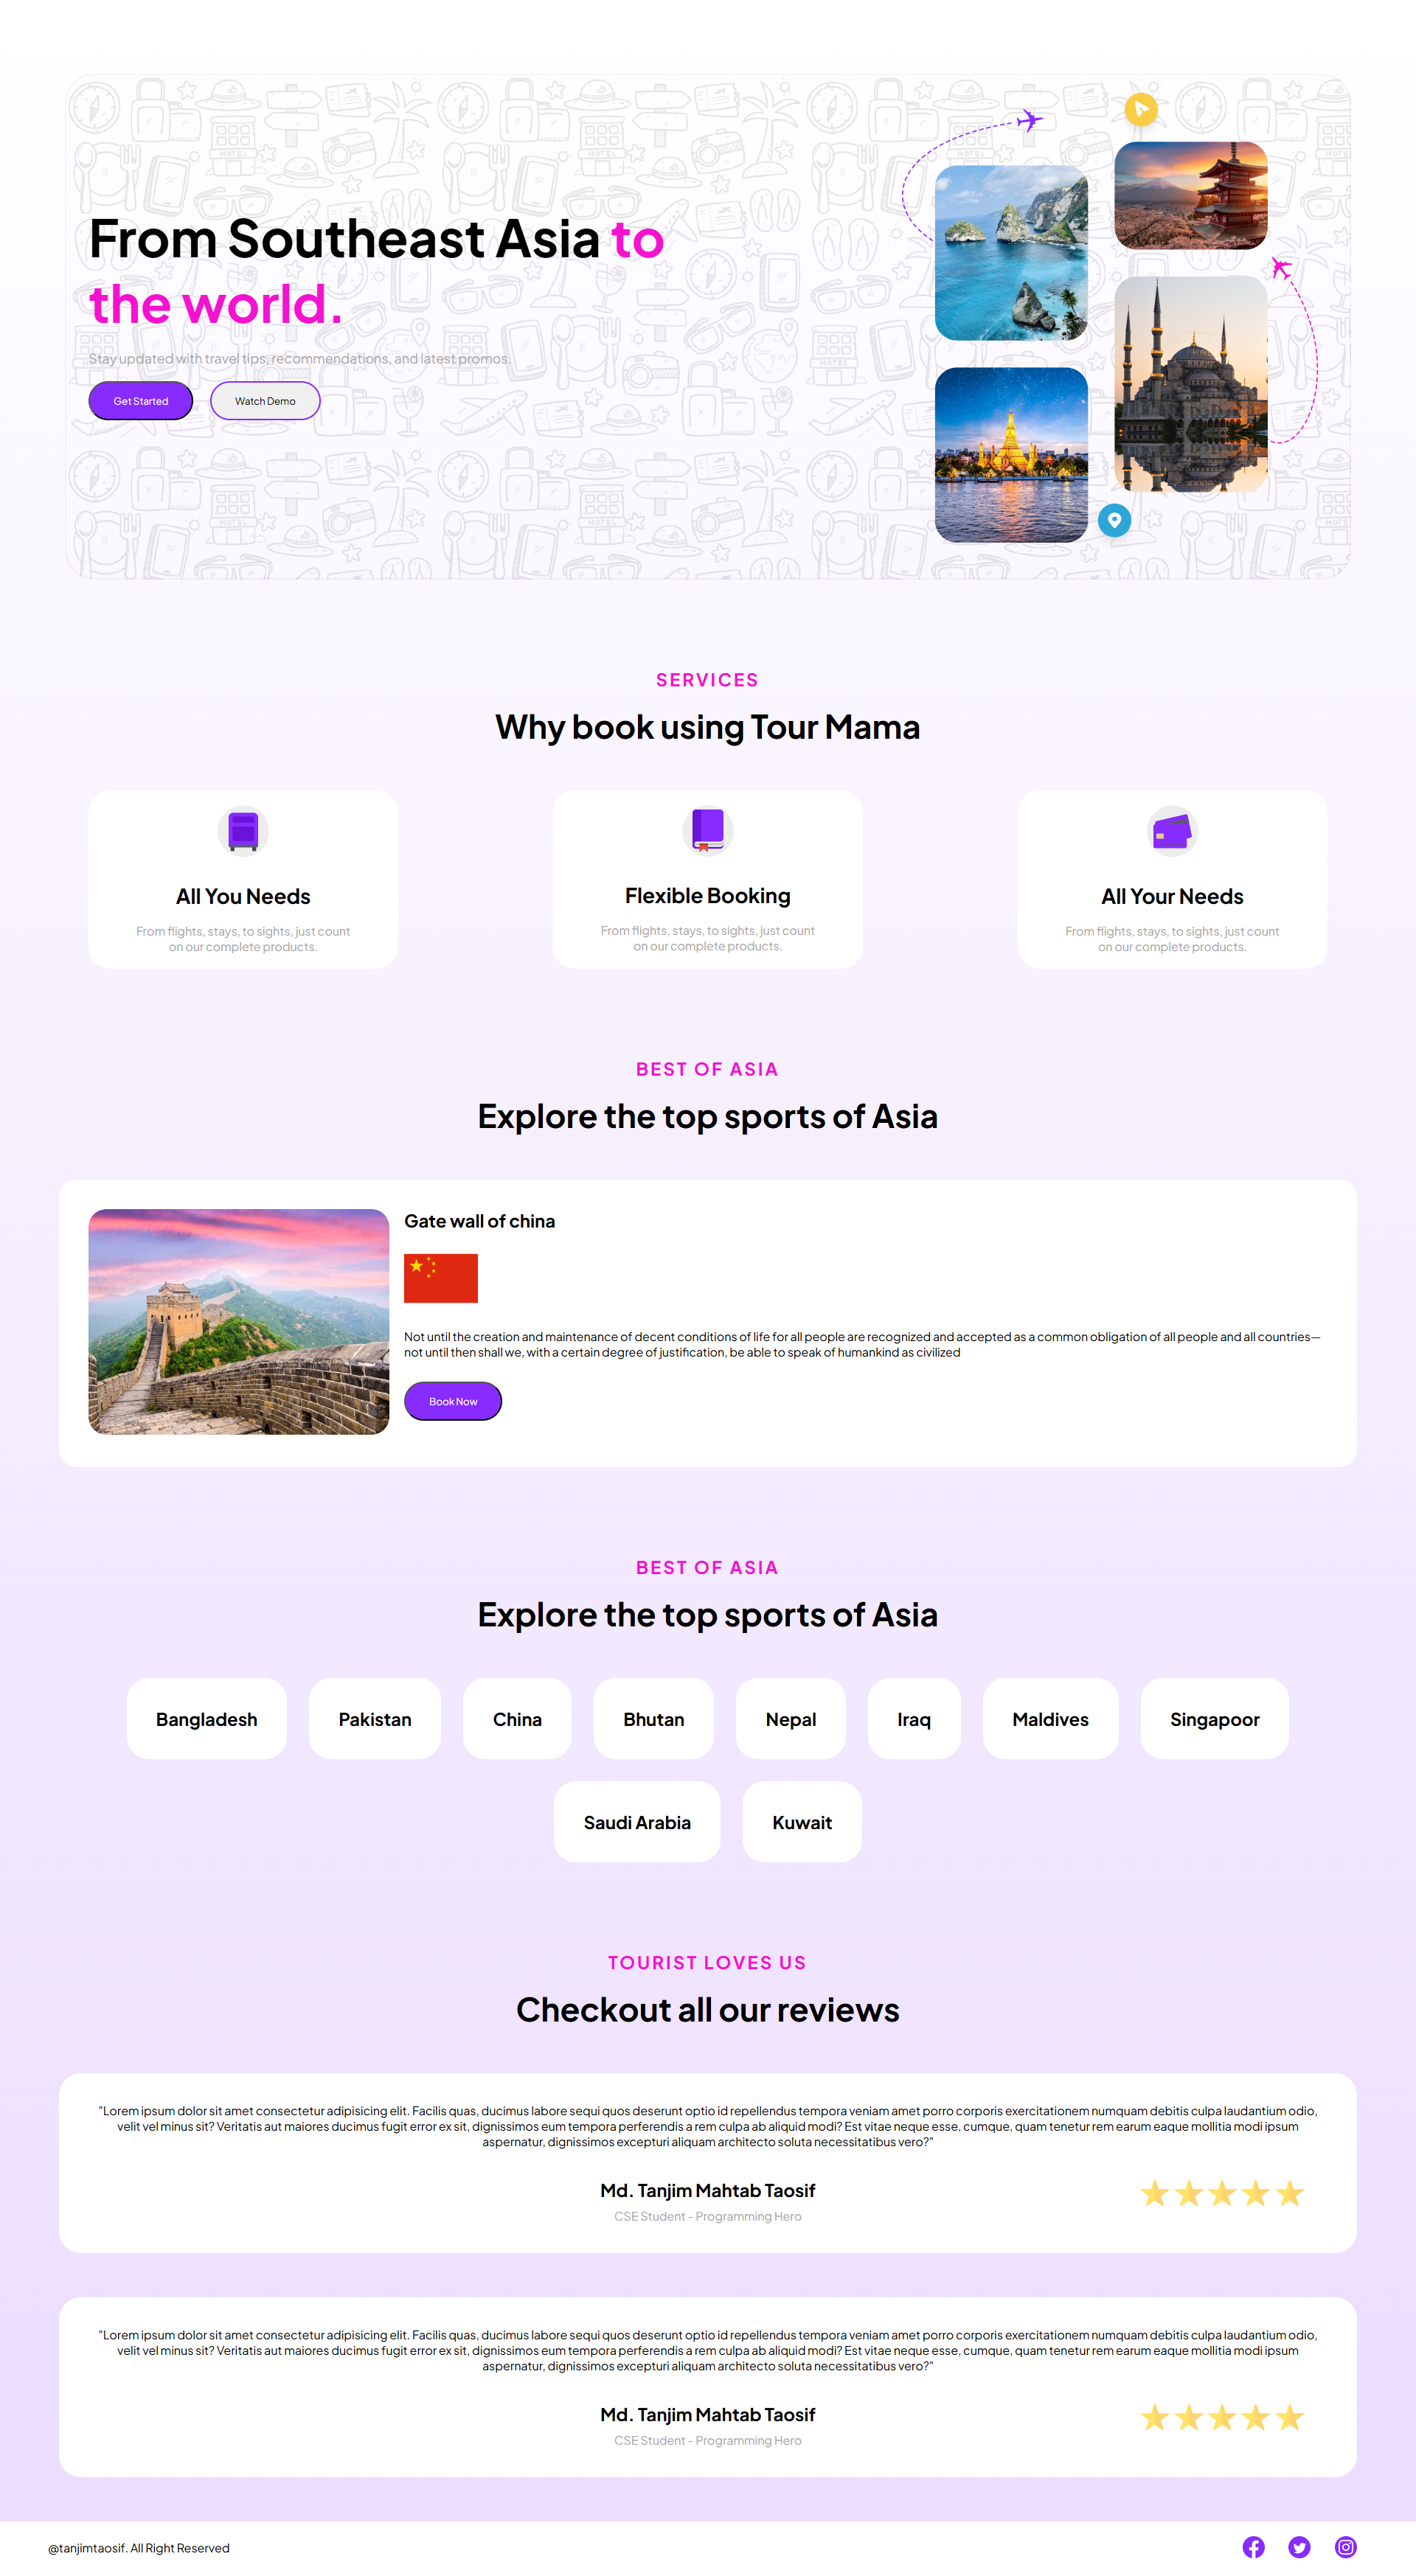 From Southeast Asia to
the world.
Stay updated with travel tips, recommendations, and latest promos.
Get Started
Watch Demo
SERVICES
Why book using Tour Mama
All You Needs
From flights, stays, to sights, just count
on our complete products.
Flexible Booking
From flights, stays, to sights, just count
on our complete products.
All Your Needs
From flights, stays, to sights, just count
on our complete products.
BEST OF ASIA
Explore the top sports of Asia
Gate wall of china
Not until the creation and maintenance of decent conditions of life for all people are recognized and accepted as a common obligation of all people and all countries—
not until then shall we, with a certain degree of justification, be able to speak of humankind as civilized
Book Now
BEST OF ASIA
Explore the top sports of Asia
Bangladesh
Pakistan
China
Bhutan
Nepal
Iraq
Maldives
Singapoor
Saudi Arabia
Kuwait
TOURIST LOVES US
Checkout all our reviews
"Lorem ipsum dolor sit amet consectetur adipisicing elit. Facilis quas, ducimus labore sequi quos deserunt optio id repellendus tempora veniam amet porro corporis exercitationem numquam debitis culpa laudantium odio,
velit vel minus sit? Veritatis aut maiores ducimus fugit error ex sit, dignissimos eum tempora perferendis a rem culpa ab aliquid modi? Est vitae neque esse, cumque, quam tenetur rem earum eaque mollitia modi ipsum
aspernatur, dignissimos excepturi aliquam architecto soluta necessitatibus vero?"
Md. Tanjim Mahtab Taosif
CSE Student - Programming Hero
"Lorem ipsum dolor sit amet consectetur adipisicing elit. Facilis quas, ducimus labore sequi quos deserunt optio id repellendus tempora veniam amet porro corporis exercitationem numquam debitis culpa laudantium odio,
velit vel minus sit? Veritatis aut maiores ducimus fugit error ex sit, dignissimos eum tempora perferendis a rem culpa ab aliquid modi? Est vitae neque esse, cumque, quam tenetur rem earum eaque mollitia modi ipsum
aspernatur, dignissimos excepturi aliquam architecto soluta necessitatibus vero?"
Md. Tanjim Mahtab Taosif
CSE Student - Programming Hero
@tanjimtaosif. All Right Reserved